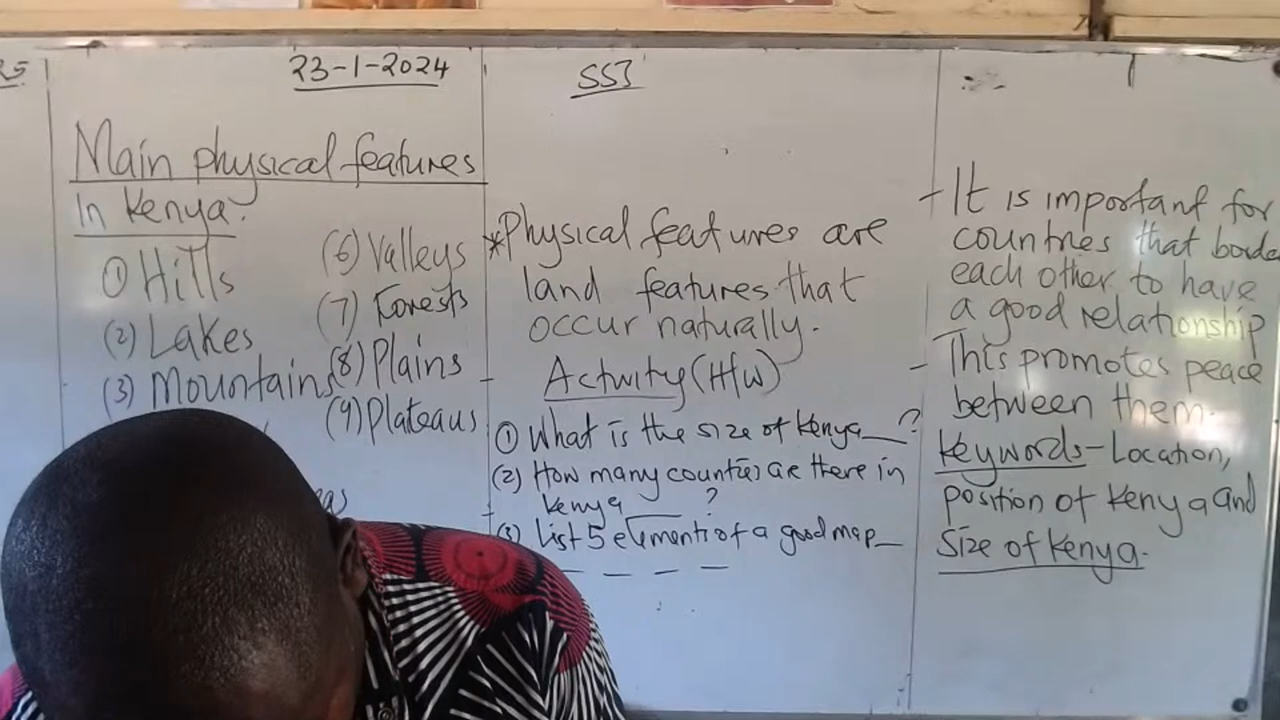 23-1-2024
SST
Main physical features
In Kenya.
① Hills
(2) Lakes
(3) Mountains
(6) Valleys
(7) Forests
(8) Plains
(9) Plateaus
*Physical features are
land features that
occur naturally.
Activity (H/W)
① What is the size of Kenya__?
(2) How many counties are there in
Kenya ___?
(3) List 5 elements of a good map_
_ _ _ _
- It is important for
countries that borde
each other to have
a good relationship
- This promotes peace
between them.
Keywords - Location,
position of Kenya and
Size of Kenya.